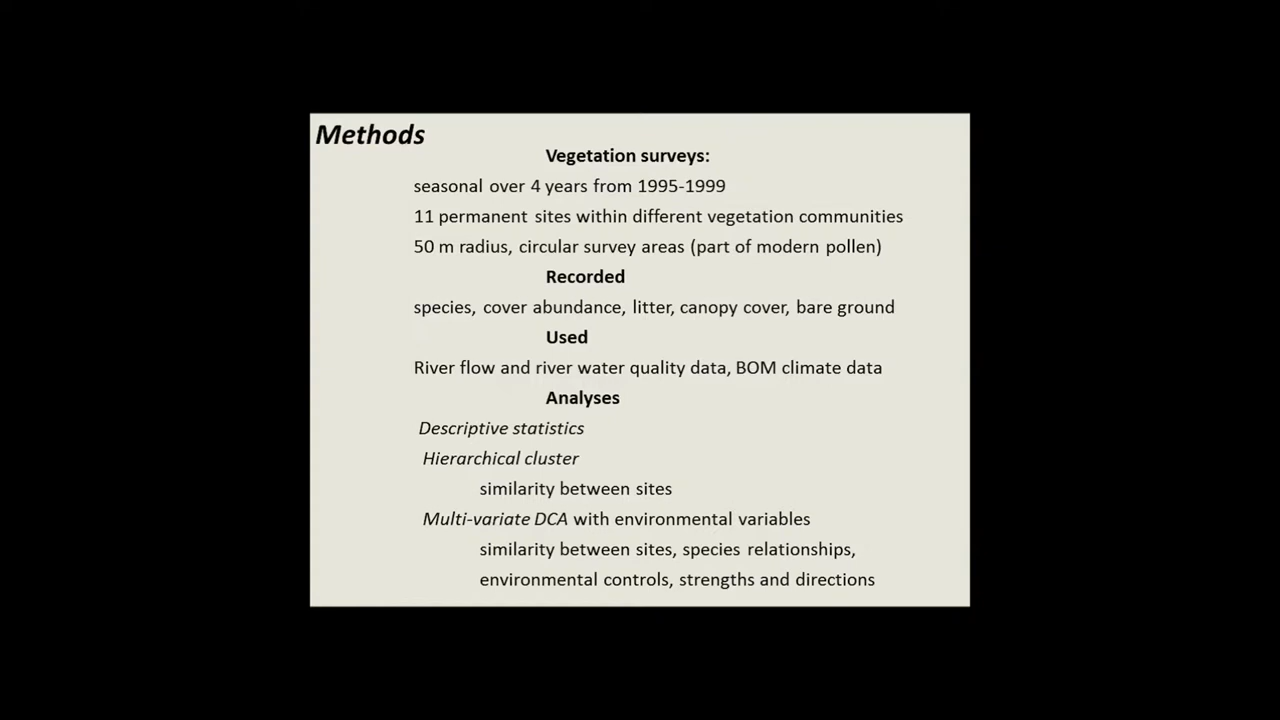 Methods
Vegetation surveys:
seasonal over 4 years from 1995-1999
11 permanent sites within different vegetation communities
50 m radius, circular survey areas (part of modern pollen)
Recorded
species, cover abundance, litter, canopy cover, bare ground
Used
River flow and river water quality data, BOM climate data
Analyses
Descriptive statistics
Hierarchical cluster
similarity between sites
Multi-variate DCA with environmental variables
similarity between sites, species relationships,
environmental controls, strengths and directions